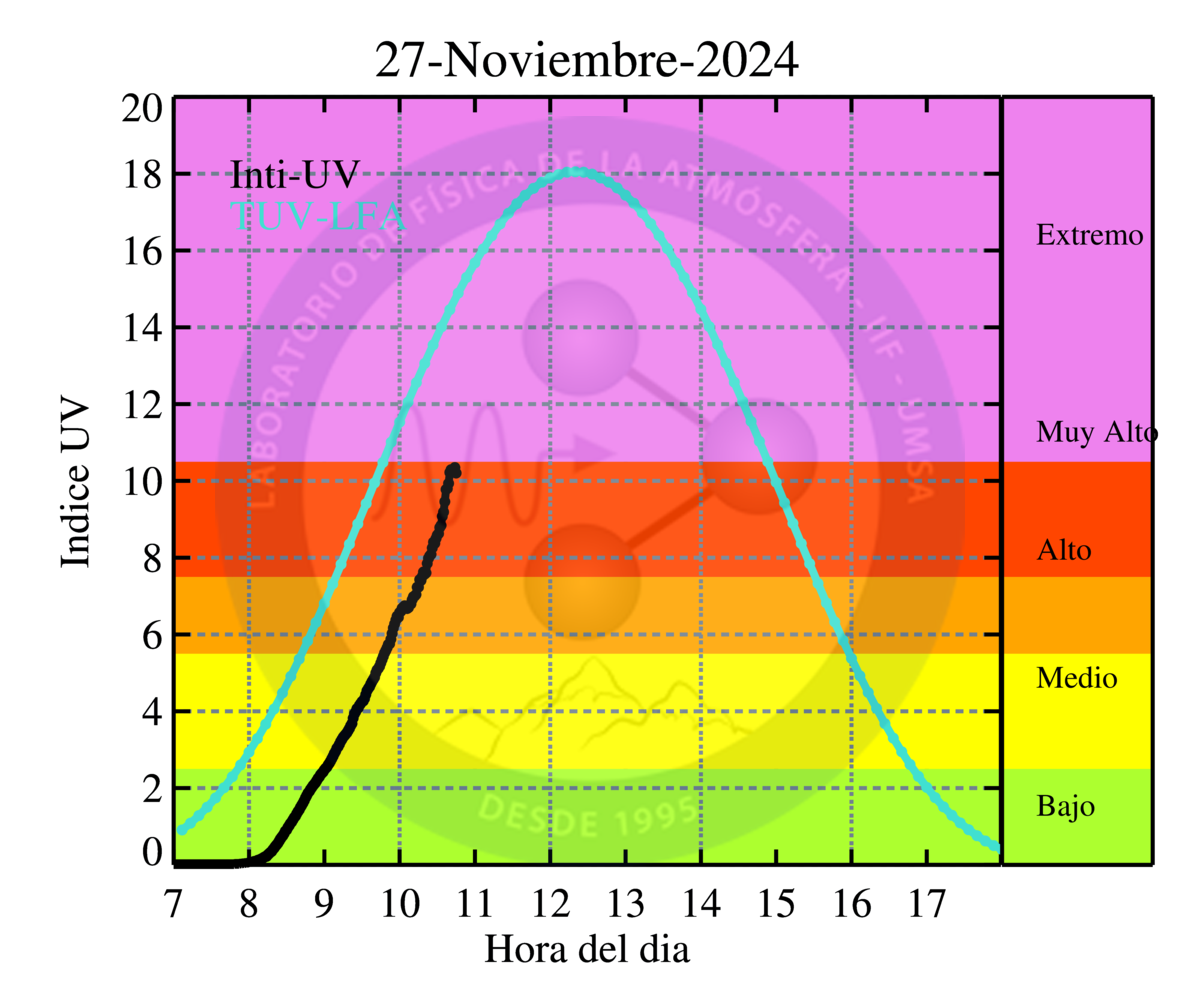 27-Noviembre-2024
Indice UV
20
18
16
14
12
10
8
6
4
2
0
Inti-UV
TUV-LFA
LABORATORIO DE FÍSICA DE LA ATMÓSFERA - IIF - UMSA
DESDE 1995
Extremo
Muy Alto
Alto
Medio
Bajo
7 8 9 10 11 12 13 14 15 16 17
Hora del dia